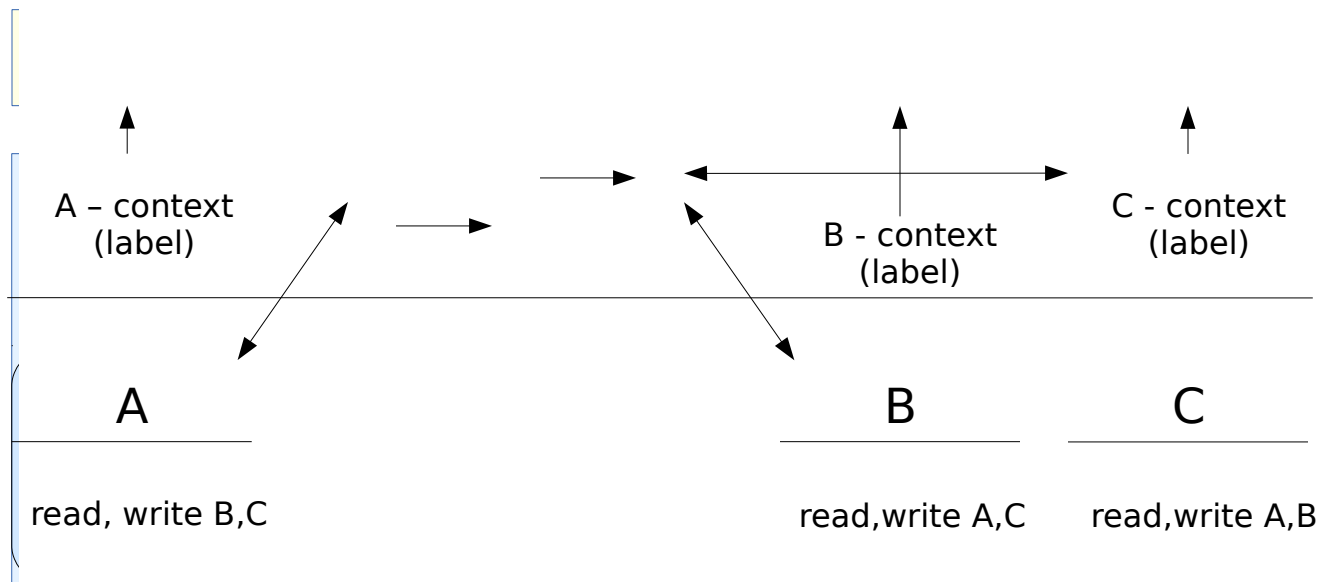 A – context
(label)
B - context
(label)
C - context
(label)
A
B
C
read, write B,C
read,write A,C
read,write A,B